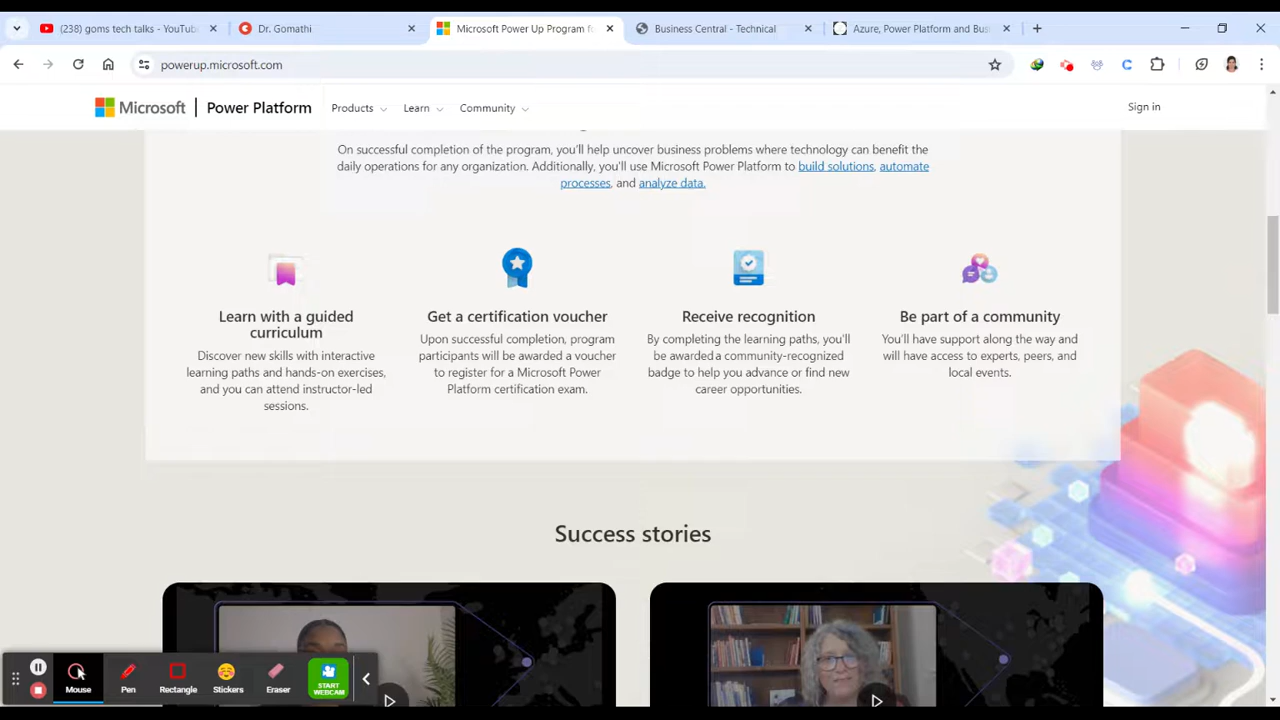 (238) goms tech talks - YouTub
Dr. Gomathi
Microsoft Power Up Program fo
Business Central - Technical
Azure, Power Platform and Busi
powerup.microsoft.com
Microsoft
Power Platform
Products
Learn
Community
Sign in
On successful completion of the program, you'll help uncover business problems where technology can benefit the
daily operations for any organization. Additionally, you'll use Microsoft Power Platform to build solutions, automate
processes, and analyze data.
Learn with a guided
curriculum
Discover new skills with interactive
learning paths and hands-on exercises,
and you can attend instructor-led
sessions.
Get a certification voucher
Upon successful completion, program
participants will be awarded a voucher
to register for a Microsoft Power
Platform certification exam.
Receive recognition
By completing the learning paths, you'll
be awarded a community-recognized
badge to help you advance or find new
career opportunities.
Be part of a community
You'll have support along the way and
will have access to experts, peers, and
local events.
Success stories
Mouse
Pen
Rectangle
Stickers
Eraser
START
WEBCAM